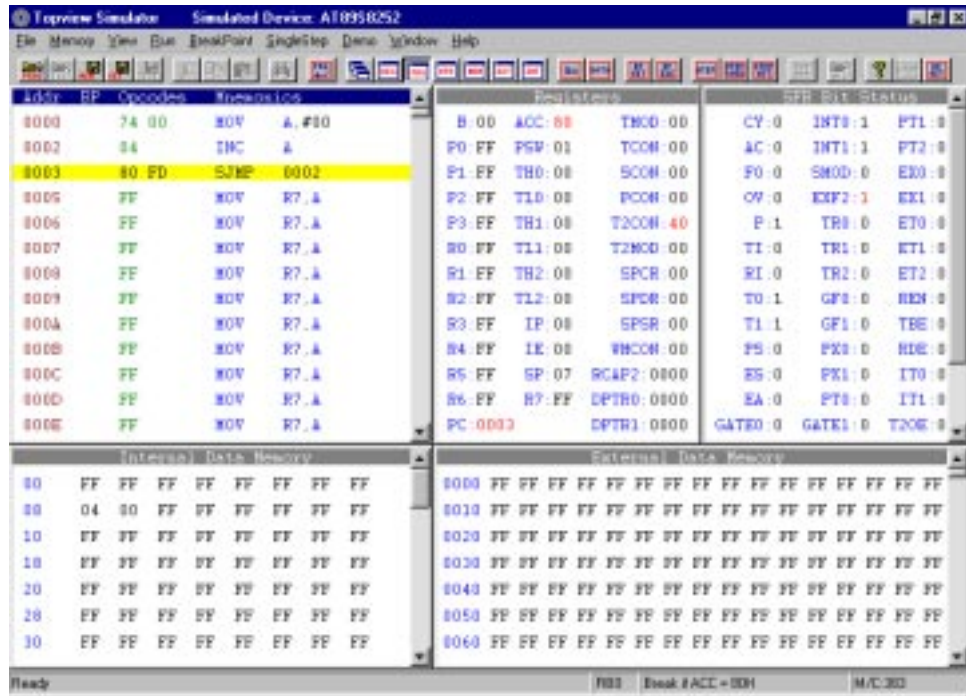 Topview Simulator Simulated Device: AT89S8252
File Memory View Run BreakPoint SingleStep Demo Window Help
Addr BP Opcodes Mnemonics
0000 74 00 MOV A,#00
0002 04 INC A
0003 80 FD SJMP 0002
0005 FF MOV R7,A
0006 FF MOV R7,A
0007 FF MOV R7,A
0008 FF MOV R7,A
0009 FF MOV R7,A
000A FF MOV R7,A
000B FF MOV R7,A
000C FF MOV R7,A
000D FF MOV R7,A
000E FF MOV R7,A
Registers
B:00 ACC:80 TMOD:00
P0:FF PSW:01 TCON:00
P1:FF TH0:00 SCON:00
P2:FF TL0:00 PCON:00
P3:FF TH1:00 T2CON:40
R0:FF TL1:00 T2MOD:00
R1:FF TH2:00 SPCR:00
R2:FF TL2:00 SPDR:00
R3:FF IP:00 SPSR:00
R4:FF IE:00 WMCON:00
R5:FF SP:07 RCAP2:0000
R6:FF R7:FF DPTR0:0000
PC:0003 DPTR1:0000
SFR Bit Status
CY:0 INT0:1 PT1:0
AC:0 INT1:1 PT2:0
F0:0 SMOD:0 EX0:0
OV:0 EXF2:1 EX1:0
P:1 TR0:0 ET0:0
TI:0 TR1:0 ET1:0
RI:0 TR2:0 ET2:0
T0:1 GF0:0 REN:0
T1:1 GF1:0 TB8:0
PS:0 PX0:0 RB8:0
ES:0 PX1:0 IT0:0
EA:0 PT0:0 IT1:0
GATE0:0 GATE1:0 T2OE:0
Internal Data Memory
00 FF FF FF FF FF FF FF FF
08 04 00 FF FF FF FF FF FF
10 FF FF FF FF FF FF FF FF
18 FF FF FF FF FF FF FF FF
20 FF FF FF FF FF FF FF FF
28 FF FF FF FF FF FF FF FF
30 FF FF FF FF FF FF FF FF
External Data Memory
0000 FF FF FF FF FF FF FF FF FF FF FF FF FF FF FF FF
0010 FF FF FF FF FF FF FF FF FF FF FF FF FF FF FF FF
0020 FF FF FF FF FF FF FF FF FF FF FF FF FF FF FF FF
0030 FF FF FF FF FF FF FF FF FF FF FF FF FF FF FF FF
0040 FF FF FF FF FF FF FF FF FF FF FF FF FF FF FF FF
0050 FF FF FF FF FF FF FF FF FF FF FF FF FF FF FF FF
0060 FF FF FF FF FF FF FF FF FF FF FF FF FF FF FF FF
Ready RB0 Break if ACC = 80H M/C:383